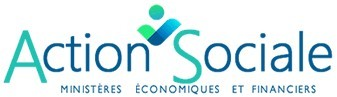 Action Sociale
MINISTÈRES ÉCONOMIQUES ET FINANCIERS